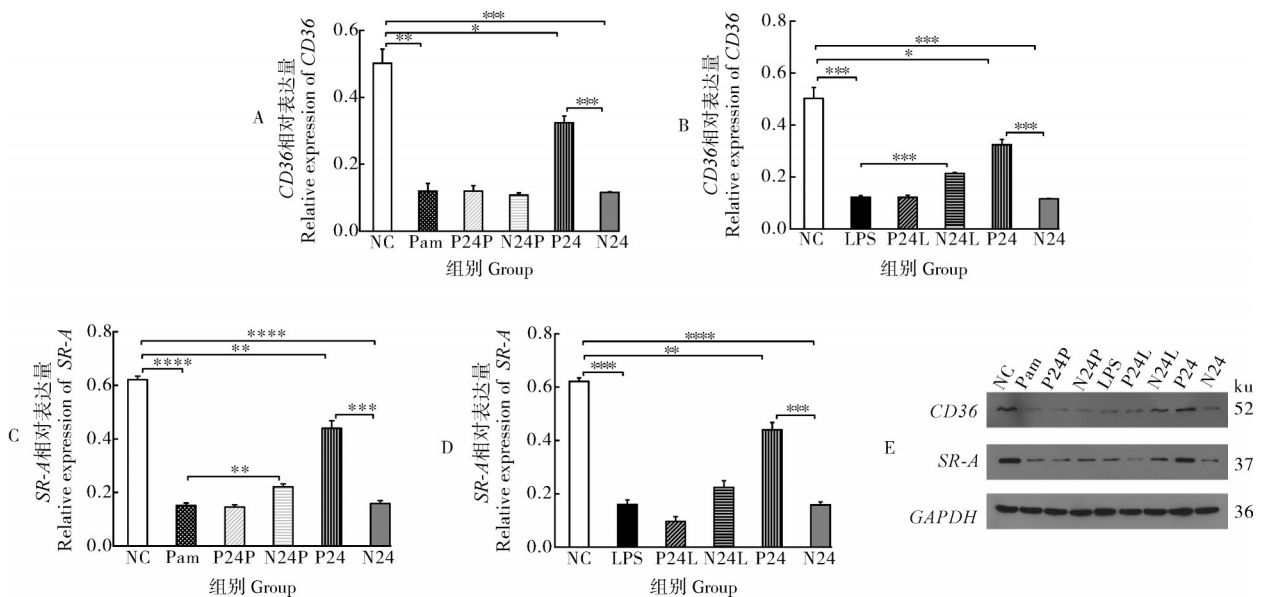 A
CD36相对表达量
Relative expression of CD36
0.6
0.4
0.2
0.0
***
*
**
***
NC Pam P24P N24P P24 N24
组别 Group
B
CD36相对表达量
Relative expression of CD36
0.8
0.6
0.4
0.2
0.0
***
*
***
***
***
NC LPS P24L N24L P24 N24
组别 Group
C
SR-A相对表达量
Relative expression of SR-A
0.8
0.6
0.4
0.2
0.0
****
**
****
***
**
NC Pam P24P N24P P24 N24
组别 Group
D
SR-A相对表达量
Relative expression of SR-A
0.8
0.6
0.4
0.2
0.0
****
**
****
***
NC LPS P24L N24L P24 N24
组别 Group
E
NC Pam P24P N24P LPS P24L N24L P24 N24
ku
CD36 52
SR-A 37
GAPDH 36